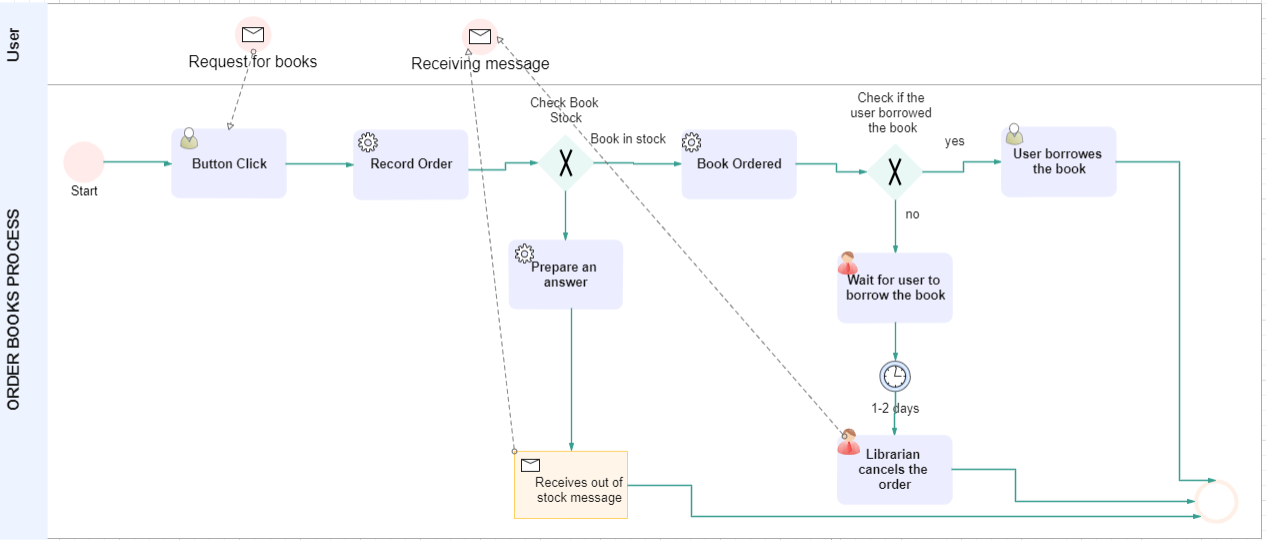 User
Request for books
Receiving message
ORDER BOOKS PROCESS
Start
Button Click
Record Order
Check Book
Stock
Book in stock
Book Ordered
Check if the
user borrowed
the book
yes
User borrowes
the book
no
Prepare an
answer
Wait for user to
borrow the book
1-2 days
Receives out of
stock message
Librarian
cancels the
order